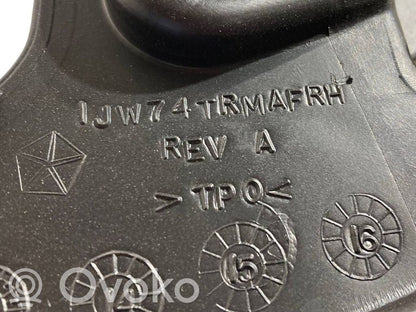 1JW74TRMAFRH
REV A
>TPO<
15
16
Ovoko